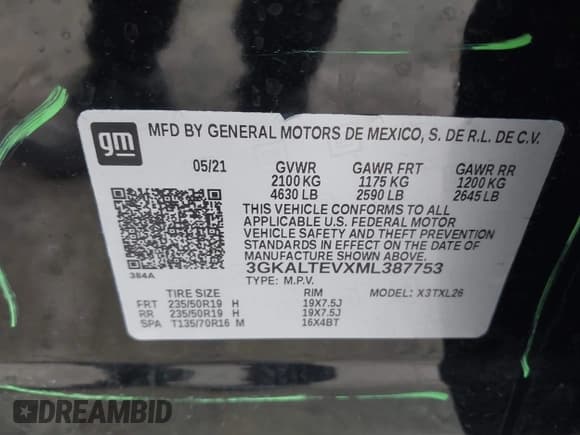 gm
MFD BY GENERAL MOTORS DE MEXICO, S. DE R.L. DE C.V.
05/21 GVWR GAWR FRT GAWR RR
2100 KG 1175 KG 1200 KG
4630 LB 2590 LB 2645 LB
THIS VEHICLE CONFORMS TO ALL
APPLICABLE U.S. FEDERAL MOTOR
VEHICLE SAFETY AND THEFT PREVENTION
STANDARDS IN EFFECT ON THE DATE OF
MANUFACTURE SHOWN ABOVE.
3GKALTEVXML387753
384A
TYPE: M.P.V. MODEL: X3TXL26
TIRE SIZE RIM
FRT 235/50R19 H 19X7.5J
RR 235/50R19 H 19X7.5J
SPA T135/70R16 M 16X4BT
DREAMBID